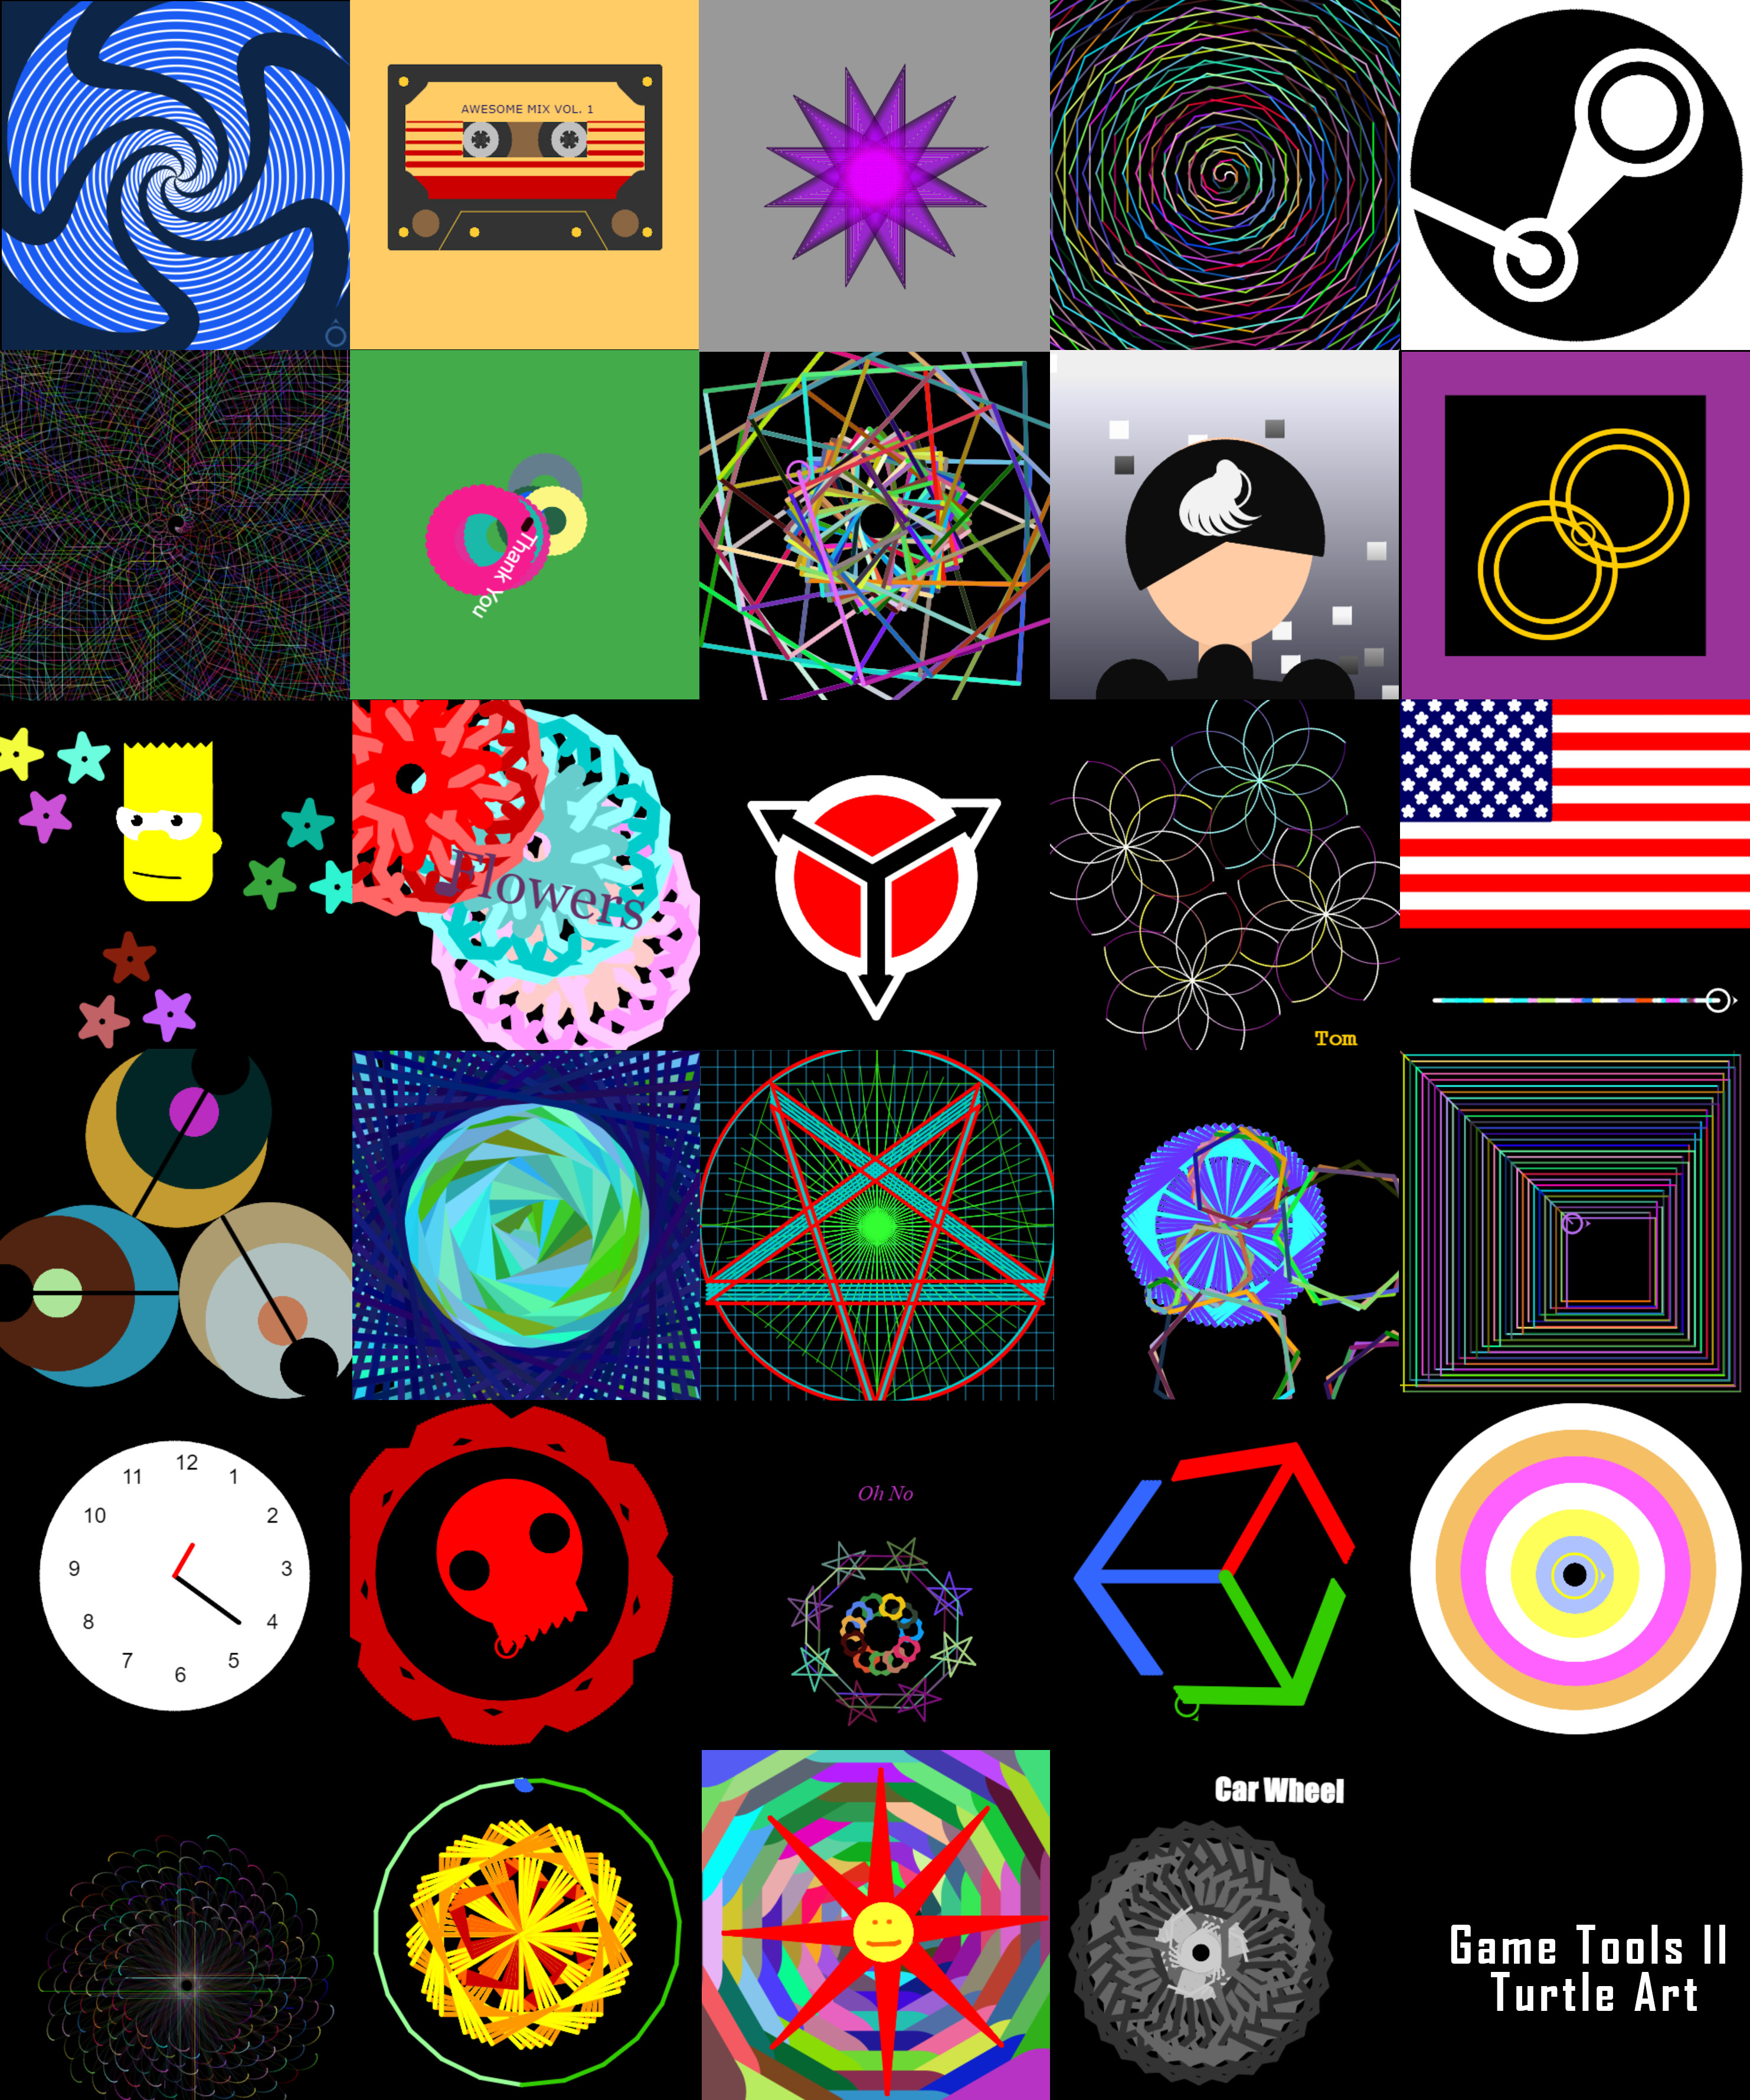 AWESOME MIX VOL. 1
Thank You
Flowers
Tom
12
11
1
10
2
9
3
8
4
7
5
6
Oh No
Car Wheel
Game Tools II
Turtle Art